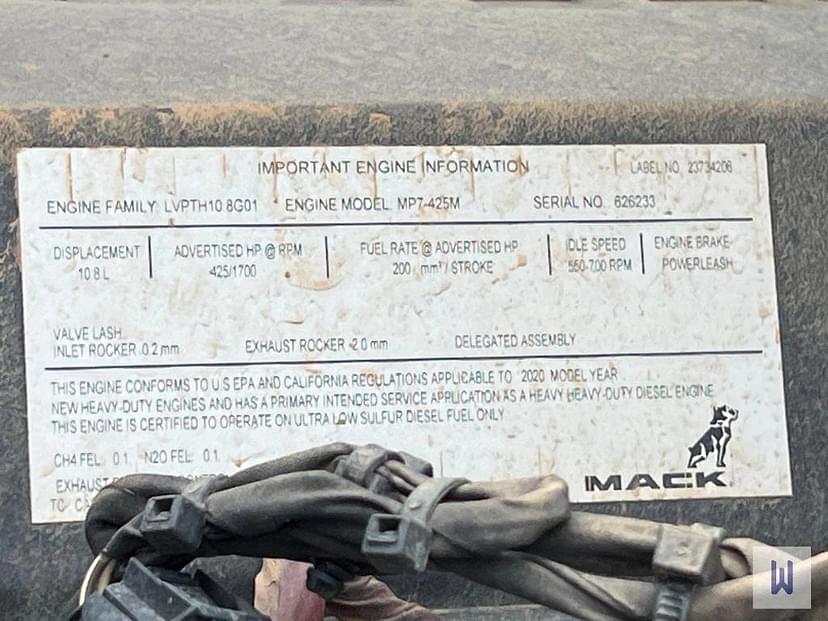 IMPORTANT ENGINE INFORMATION LABEL NO. 23734206
ENGINE FAMILY: LVPTH10.8G01 ENGINE MODEL: MP7-425M SERIAL NO. 626233
DISPLACEMENT ADVERTISED HP @ RPM FUEL RATE @ ADVERTISED HP IDLE SPEED ENGINE BRAKE
10.8 L 425/1700 200 mm³/ STROKE 550-700 RPM POWERLEASH
VALVE LASH
INLET ROCKER 0.2 mm EXHAUST ROCKER 2.0 mm DELEGATED ASSEMBLY
THIS ENGINE CONFORMS TO U.S EPA AND CALIFORNIA REGULATIONS APPLICABLE TO 2020 MODEL YEAR
NEW HEAVY-DUTY ENGINES AND HAS A PRIMARY INTENDED SERVICE APPLICATION AS A HEAVY HEAVY-DUTY DIESEL ENGINE
THIS ENGINE IS CERTIFIED TO OPERATE ON ULTRA LOW SULFUR DIESEL FUEL ONLY
CH4 FEL: 0.1 N2O FEL: 0.1
EXHAUST
TC,
MACK
W